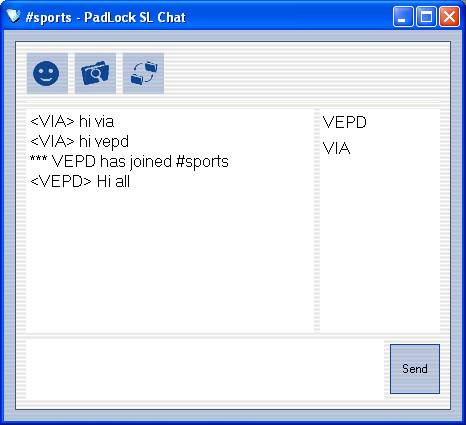 #sports - PadLock SL Chat
<VIA> hi via
<VIA> hi vepd
*** VEPD has joined #sports
<VEPD> Hi all
VEPD
VIA
Send